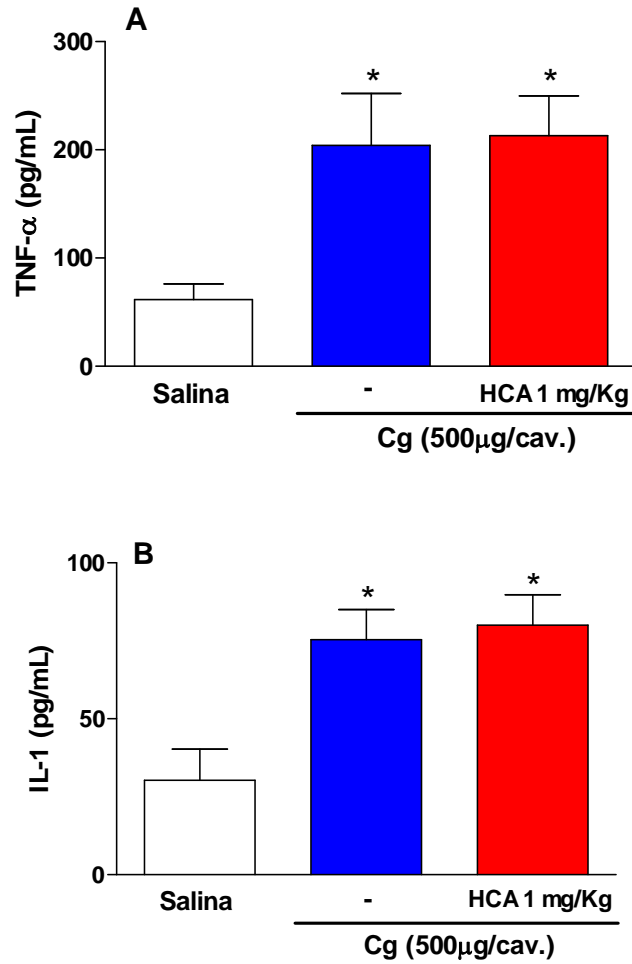 A
300
200
100
0
TNF-α (pg/mL)
* *
Salina - HCA 1 mg/Kg
Cg (500µg/cav.)
B
100
50
0
IL-1 (pg/mL)
* *
Salina - HCA 1 mg/Kg
Cg (500µg/cav.)